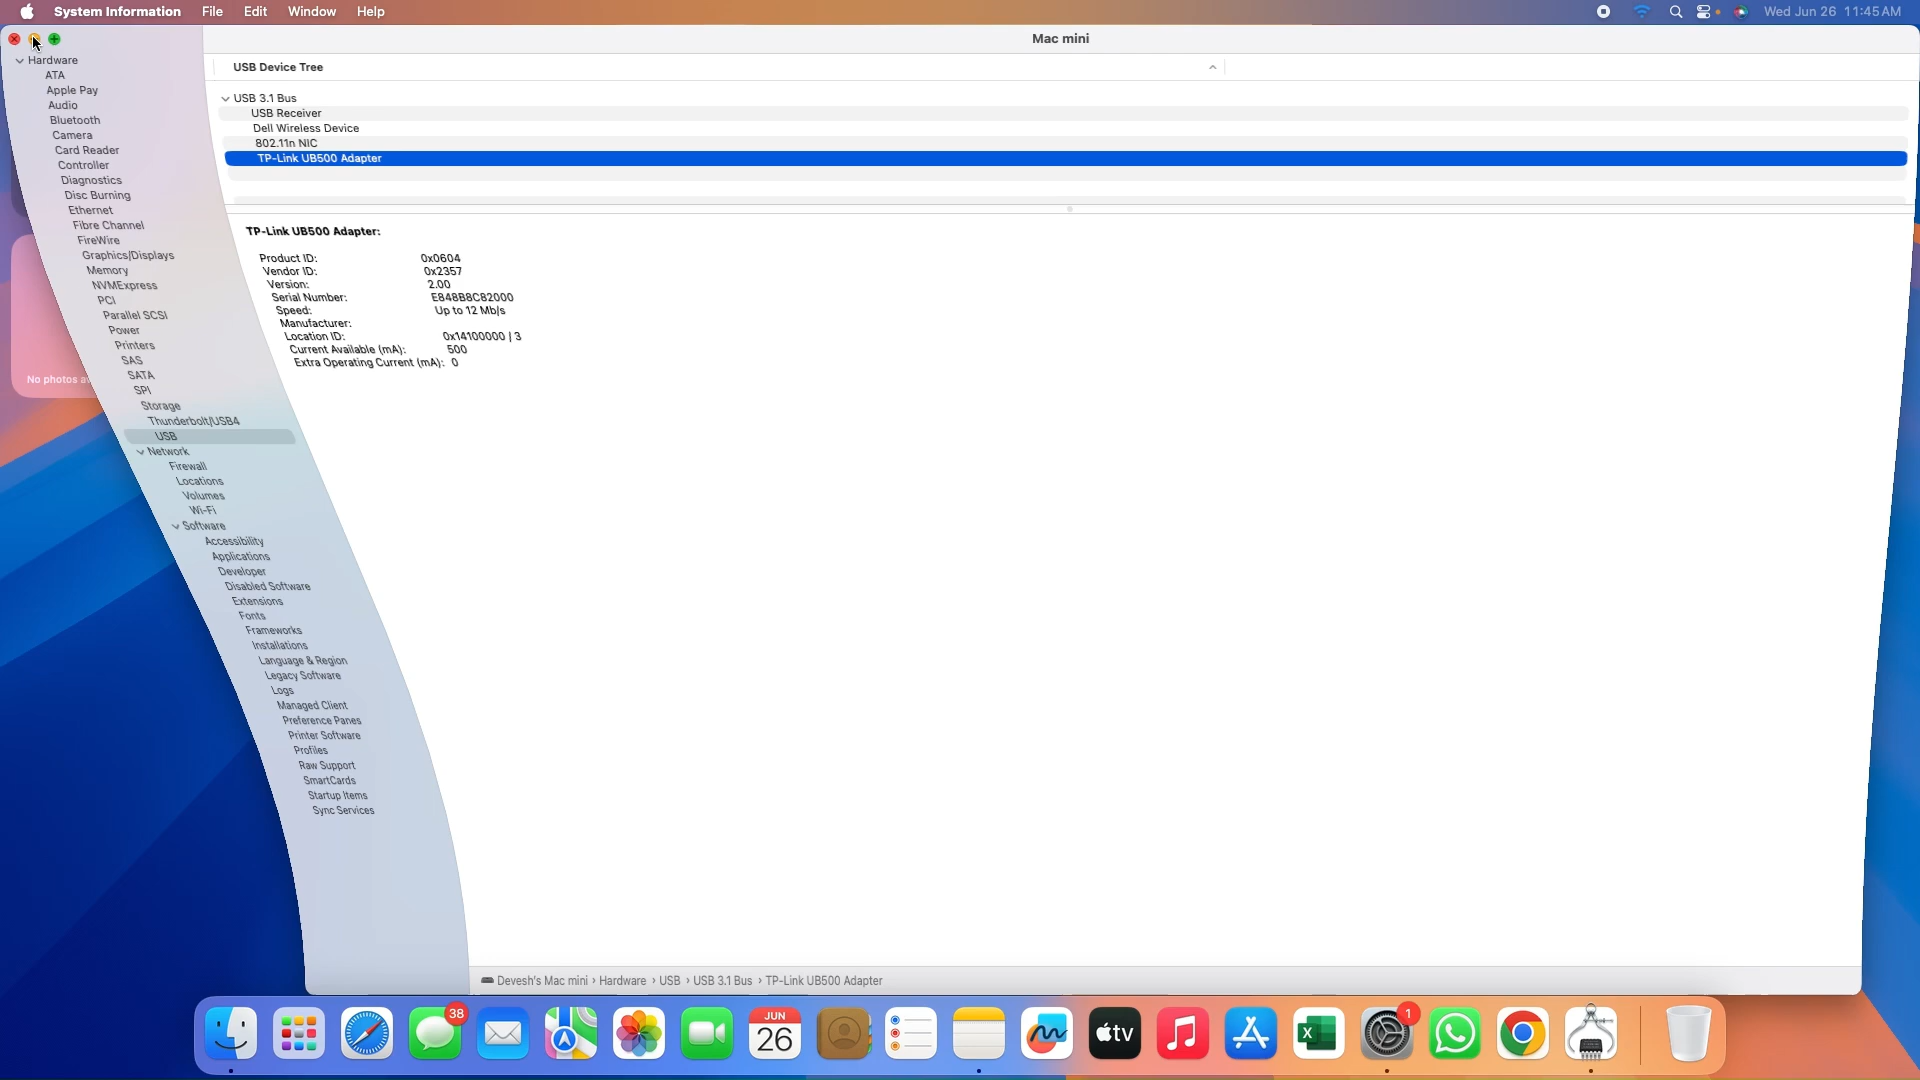 System Information File Edit Window Help Wed Jun 26 11:45AM
Mac mini
Hardware
ATA
Apple Pay
Audio
Bluetooth
Camera
Card Reader
Controller
Diagnostics
Disc Burning
Ethernet
Fibre Channel
FireWire
Graphics/Displays
Memory
NVMExpress
PCI
Parallel SCSI
Power
Printers
SAS
SATA
SPI
Storage
Thunderbolt/USB4
USB
Network
Firewall
Locations
Volumes
Wi-Fi
Software
Accessibility
Applications
Developer
Disabled Software
Extensions
Fonts
Frameworks
Installations
Language & Region
Legacy Software
Logs
Managed Client
Preference Panes
Printer Software
Profiles
Raw Support
SmartCards
Startup Items
Sync Services
No photos
USB Device Tree
USB 3.1 Bus
USB Receiver
Dell Wireless Device
802.11n NIC
TP-Link UB500 Adapter
TP-Link UB500 Adapter:
Product ID: 0x0604
Vendor ID: 0x2357
Version: 2.00
Serial Number: E848B8C82000
Speed: Up to 12 Mb/s
Manufacturer:
Location ID: 0x14100000 / 3
Current Available (mA): 500
Extra Operating Current (mA): 0
Devesh's Mac mini › Hardware › USB › USB 3.1 Bus › TP-Link UB500 Adapter
38
JUN
26
tv
X
1